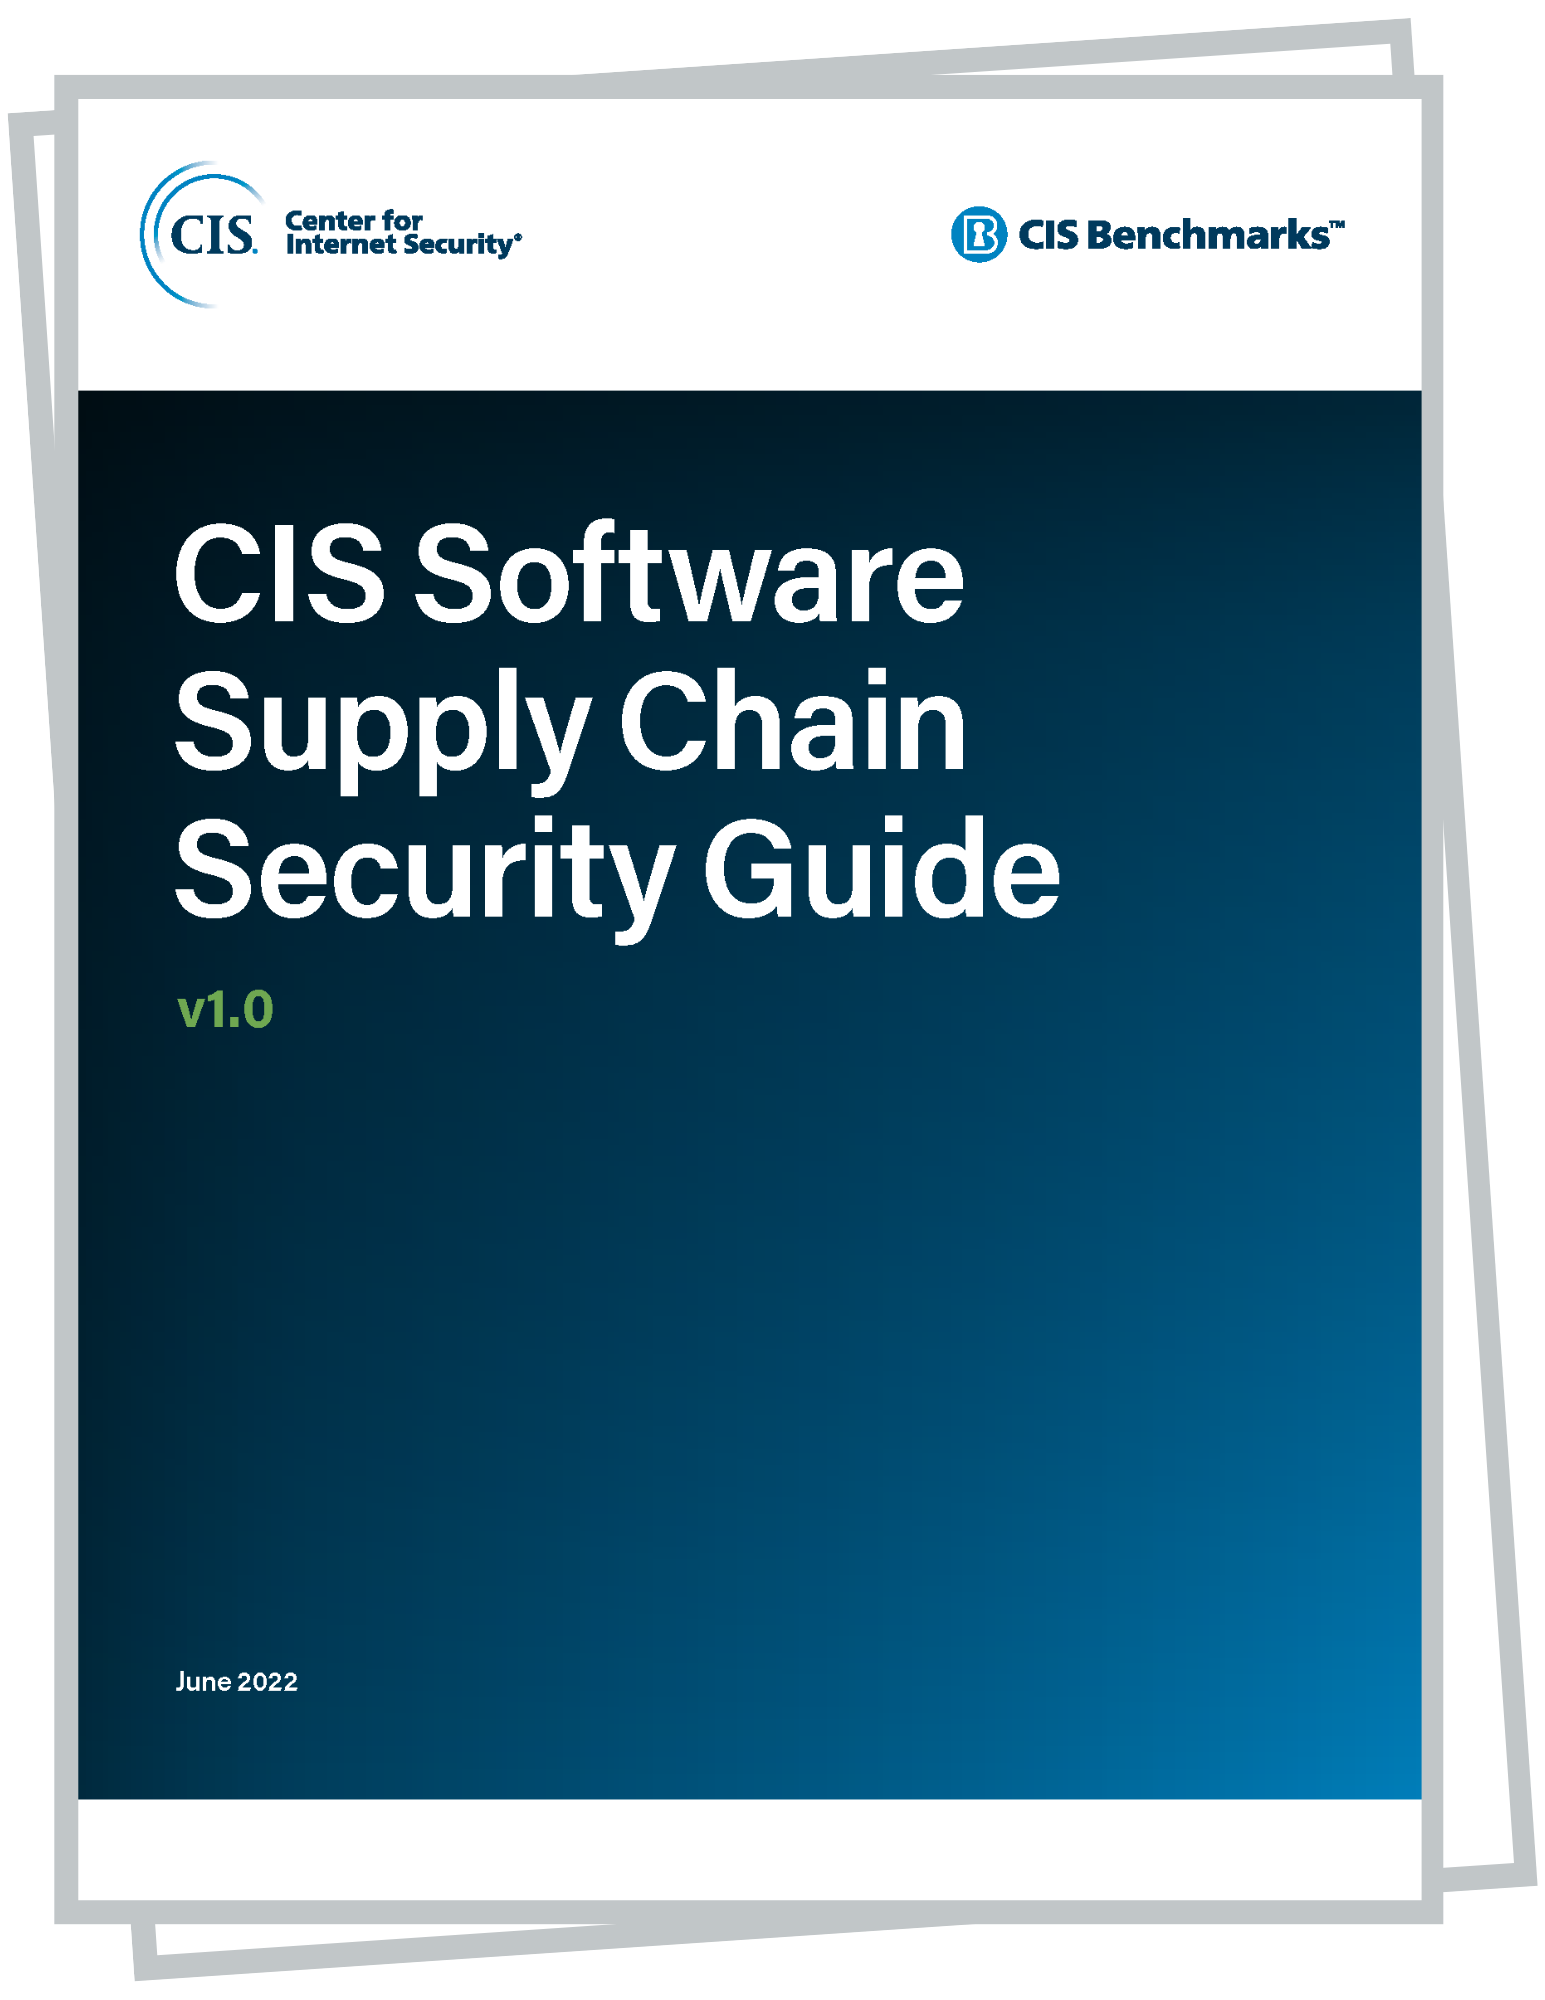 CIS.
Center for
Internet Security®
B CIS Benchmarks™
CIS Software
Supply Chain
Security Guide
v1.0
June 2022